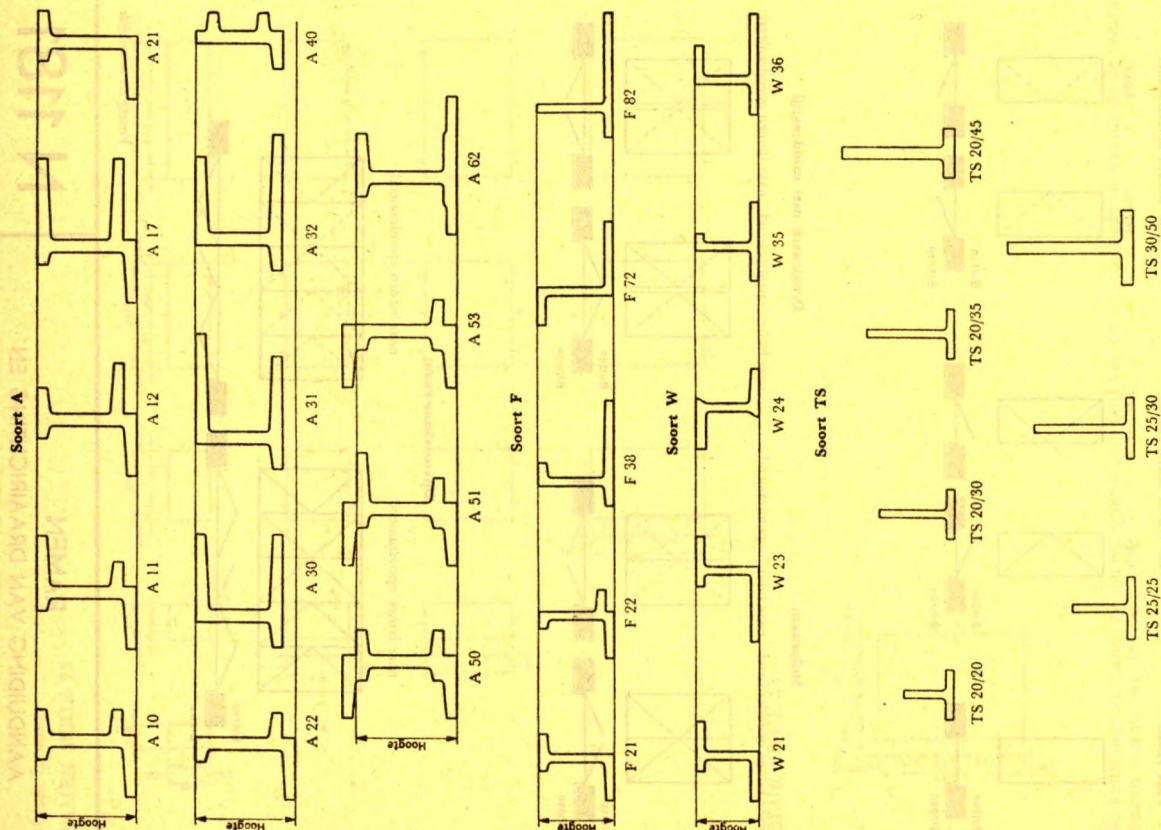 Soort A
Hoogte
A 10
A 11
A 12
A 17
A 21
Hoogte
A 22
A 30
A 31
A 32
A 40
Hoogte
A 50
A 51
A 53
A 62
Soort F
Hoogte
F 21
F 22
F 38
F 72
F 82
Soort W
Hoogte
W 21
W 23
W 24
W 35
W 36
Soort TS
TS 20/20
TS 20/30
TS 20/35
TS 20/45
TS 25/25
TS 25/30
TS 30/50